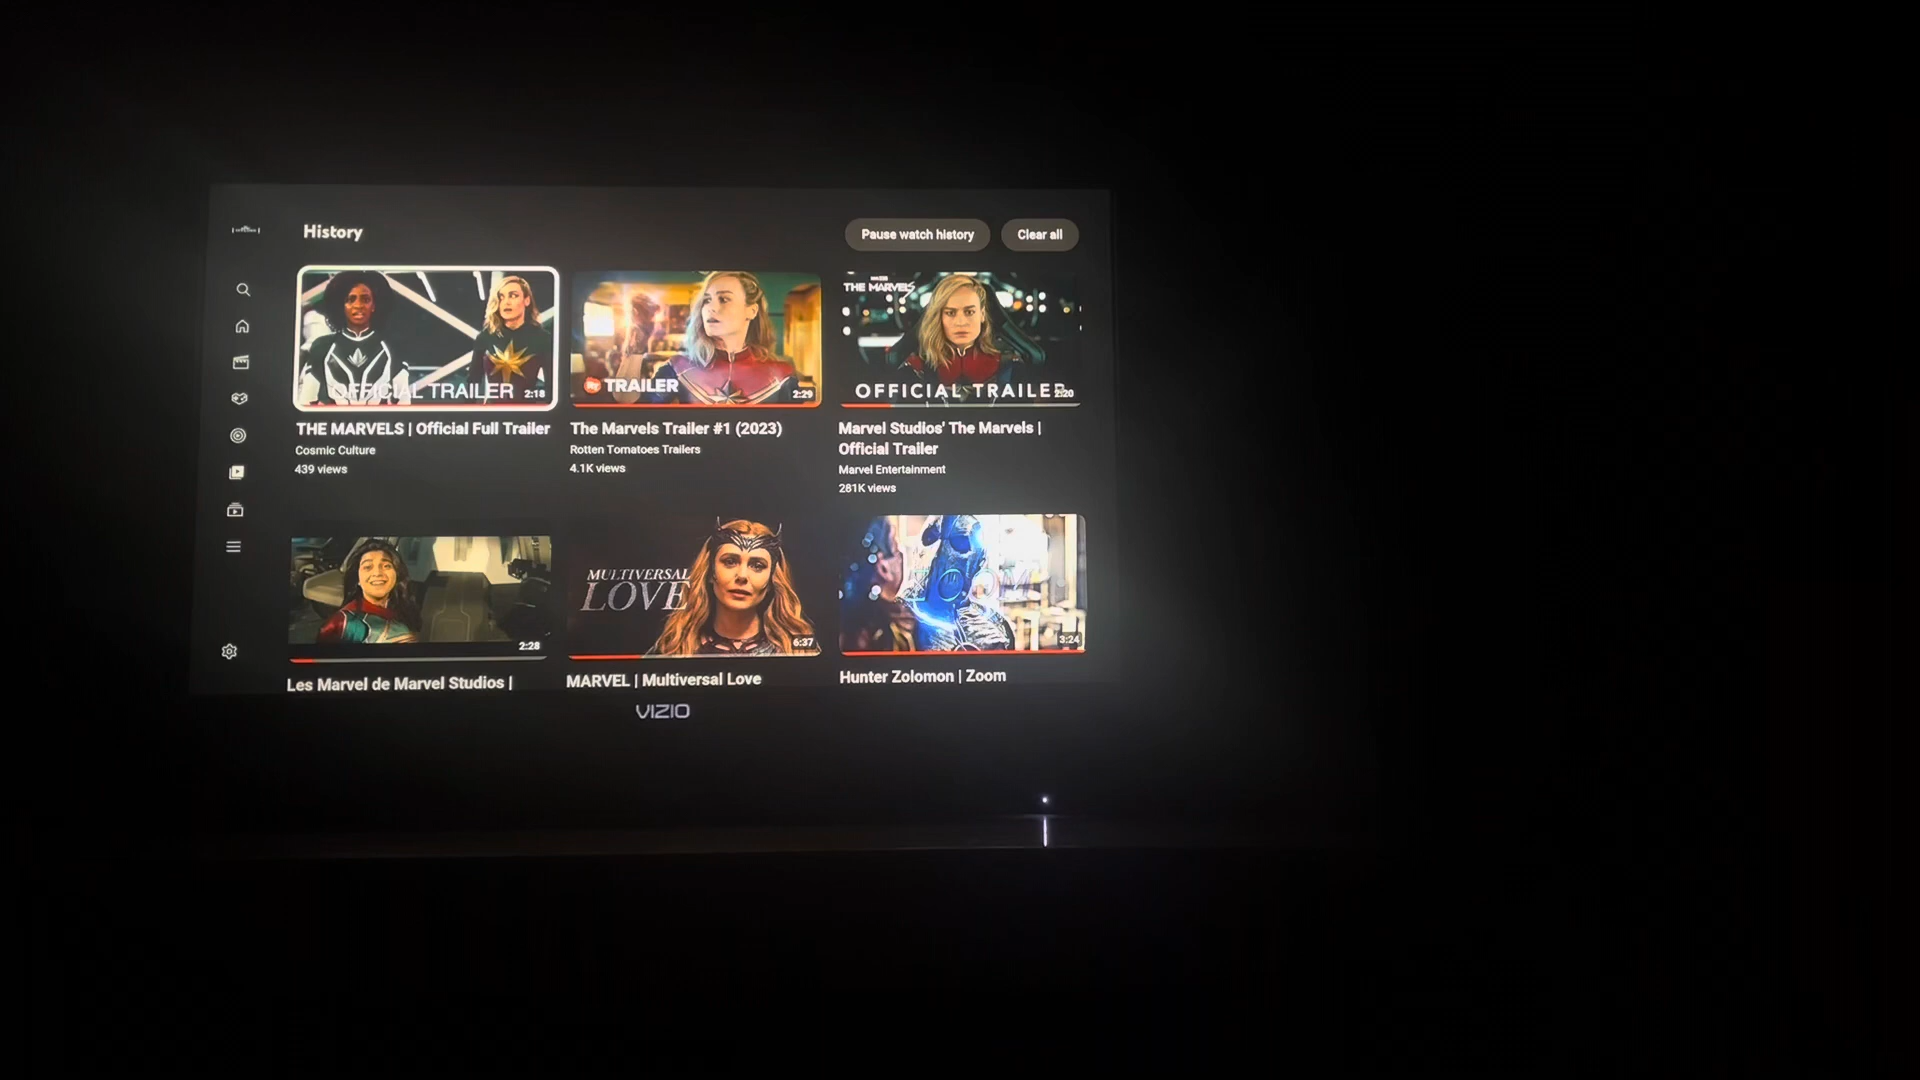 History
Pause watch history
Clear all
OFFICIAL TRAILER
2:18
TRAILER
2:29
THE MARVELS
OFFICIAL TRAILER
2:20
THE MARVELS | Official Full Trailer
Cosmic Culture
439 views
The Marvels Trailer #1 (2023)
Rotten Tomatoes Trailers
4.1K views
Marvel Studios' The Marvels |
Official Trailer
Marvel Entertainment
281K views
2:28
MULTIVERSAL
LOVE
6:37
ZOOM
3:24
Les Marvel de Marvel Studios |
MARVEL | Multiversal Love
Hunter Zolomon | Zoom
VIZIO